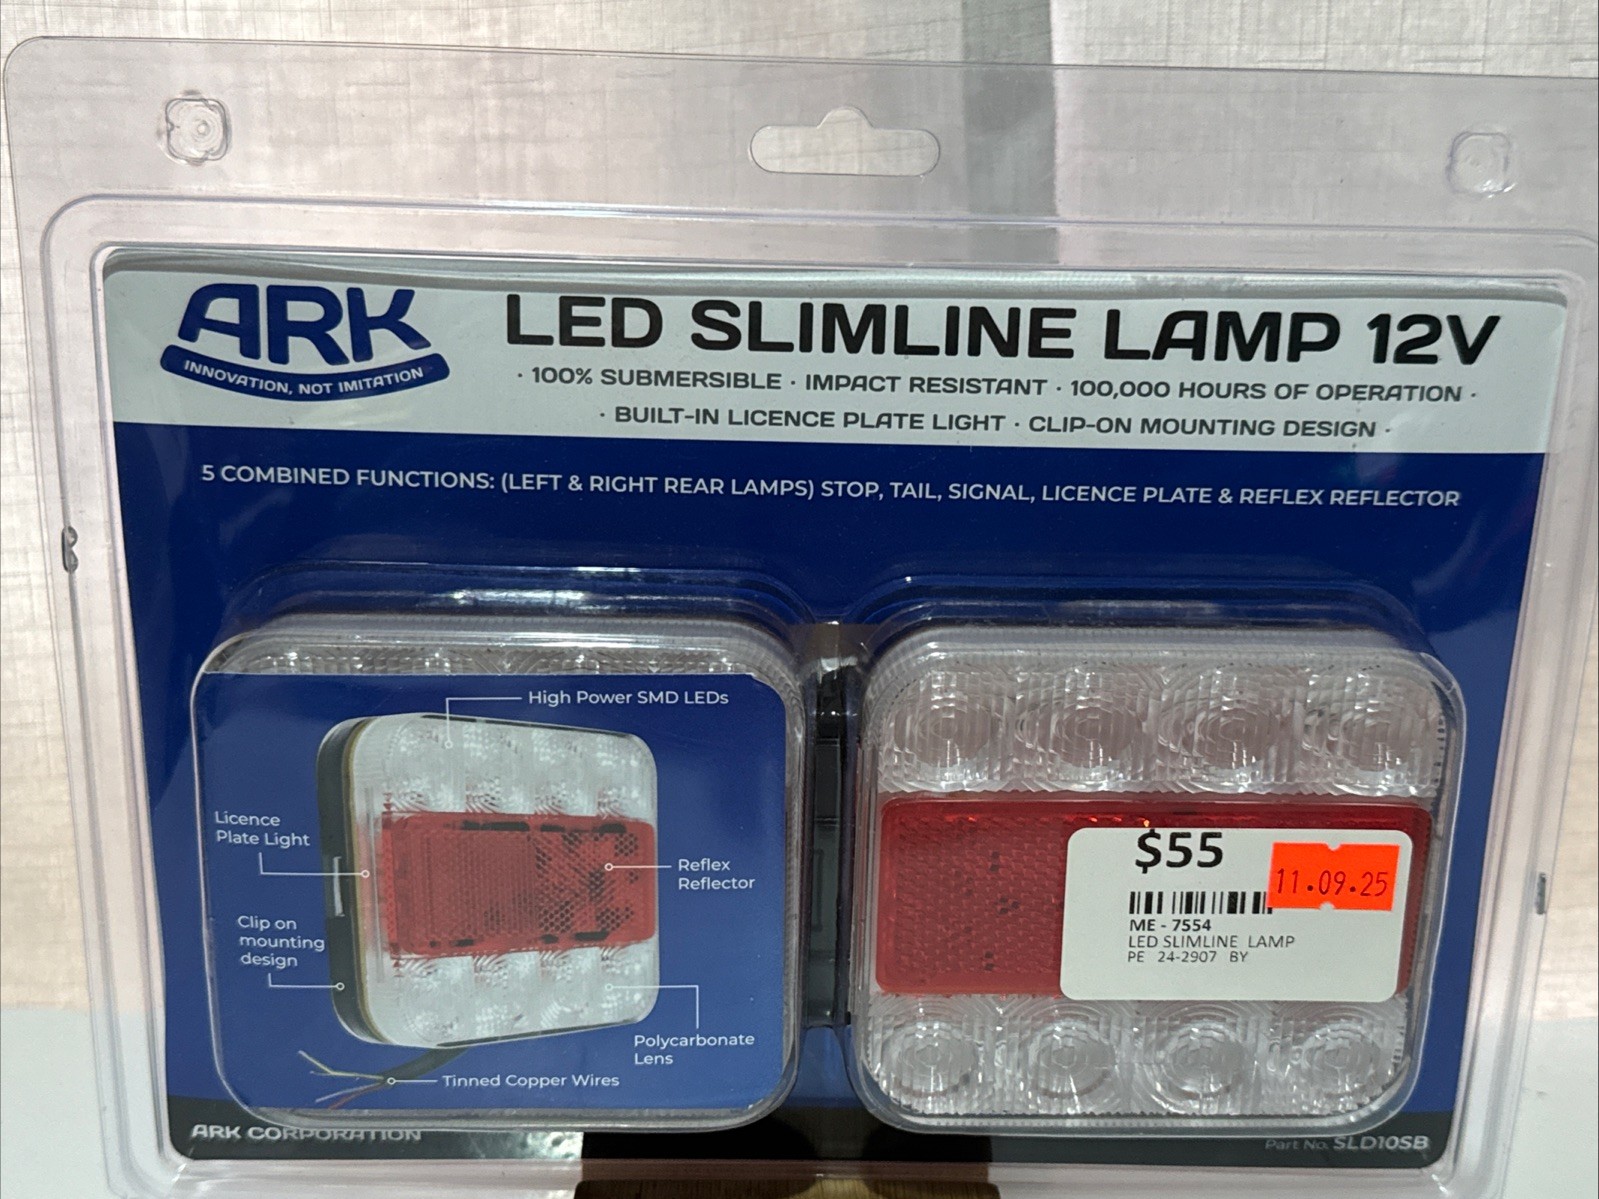 ARK
INNOVATION, NOT IMITATION
LED SLIMLINE LAMP 12V
· 100% SUBMERSIBLE · IMPACT RESISTANT · 100,000 HOURS OF OPERATION ·
· BUILT-IN LICENCE PLATE LIGHT · CLIP-ON MOUNTING DESIGN ·
5 COMBINED FUNCTIONS: (LEFT & RIGHT REAR LAMPS) STOP, TAIL, SIGNAL, LICENCE PLATE & REFLEX REFLECTOR
High Power SMD LEDs
Licence
Plate Light
Reflex
Reflector
Clip on
mounting
design
Polycarbonate
Lens
Tinned Copper Wires
$55
11.09.25
ME - 7554
LED SLIMLINE LAMP
PE 24-2907 BY
ARK CORPORATION
Part No. SLD10SB